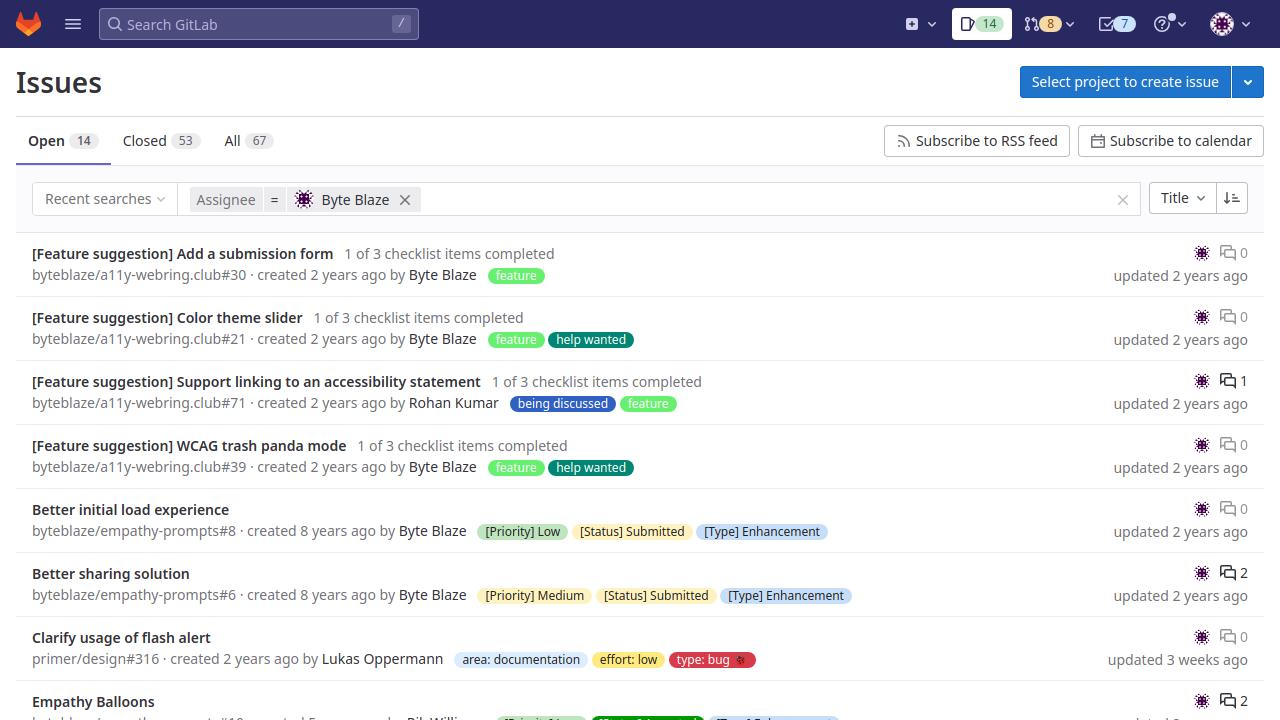 Search GitLab /
14
8
7
Issues
Select project to create issue
Open 14 Closed 53 All 67
Subscribe to RSS feed Subscribe to calendar
Recent searches Assignee = Byte Blaze Title
[Feature suggestion] Add a submission form 1 of 3 checklist items completed 0
byteblaze/a11y-webring.club#30 · created 2 years ago by Byte Blaze feature updated 2 years ago
[Feature suggestion] Color theme slider 1 of 3 checklist items completed 0
byteblaze/a11y-webring.club#21 · created 2 years ago by Byte Blaze feature help wanted updated 2 years ago
[Feature suggestion] Support linking to an accessibility statement 1 of 3 checklist items completed 1
byteblaze/a11y-webring.club#71 · created 2 years ago by Rohan Kumar being discussed feature updated 2 years ago
[Feature suggestion] WCAG trash panda mode 1 of 3 checklist items completed 0
byteblaze/a11y-webring.club#39 · created 2 years ago by Byte Blaze feature help wanted updated 2 years ago
Better initial load experience 0
byteblaze/empathy-prompts#8 · created 8 years ago by Byte Blaze [Priority] Low [Status] Submitted [Type] Enhancement updated 2 years ago
Better sharing solution 2
byteblaze/empathy-prompts#6 · created 8 years ago by Byte Blaze [Priority] Medium [Status] Submitted [Type] Enhancement updated 2 years ago
Clarify usage of flash alert 0
primer/design#316 · created 2 years ago by Lukas Oppermann area: documentation effort: low type: bug 🐞 updated 3 weeks ago
Empathy Balloons 2